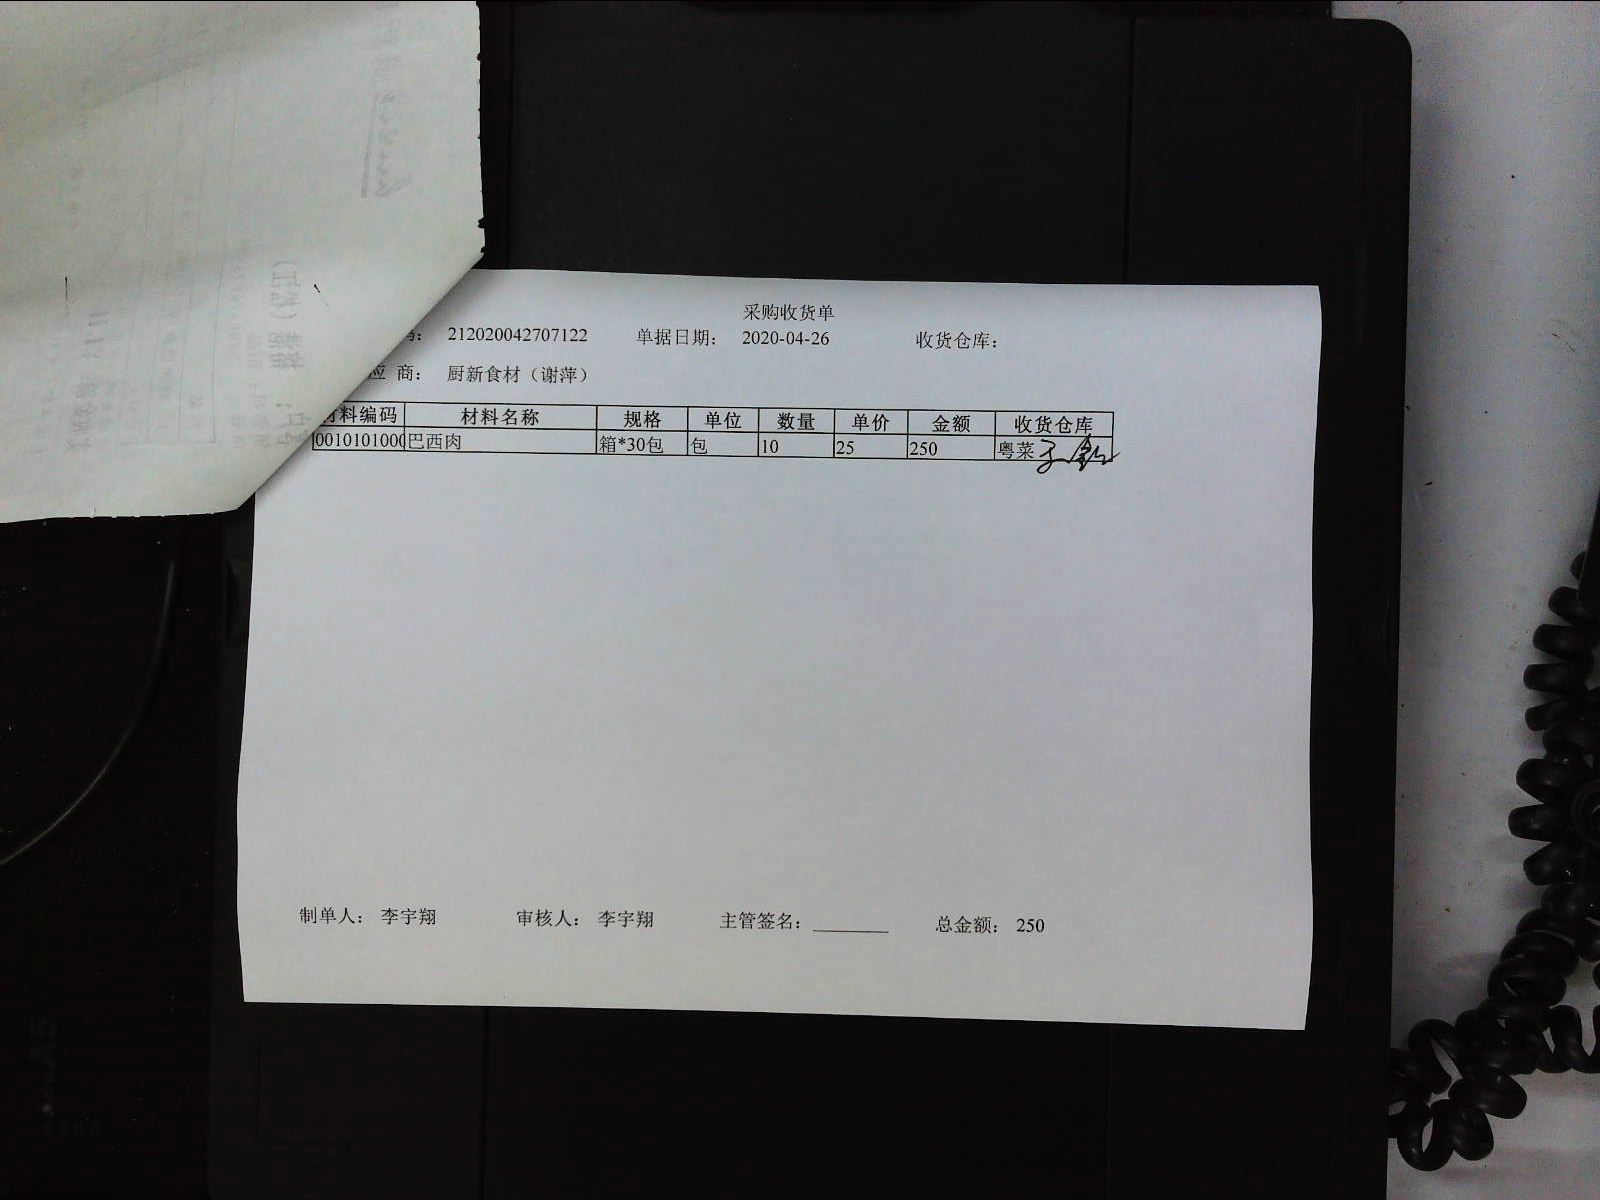 采购收货单
码： 212020042707122 单据日期： 2020-04-26 收货仓库：
应 商： 厨新食材（谢萍）
材料编码 材料名称 规格 单位 数量 单价 金额 收货仓库
0010101000 巴西肉 箱*30包 包 10 25 250 粤菜
制单人： 李宇翔 审核人： 李宇翔 主管签名： 总金额： 250